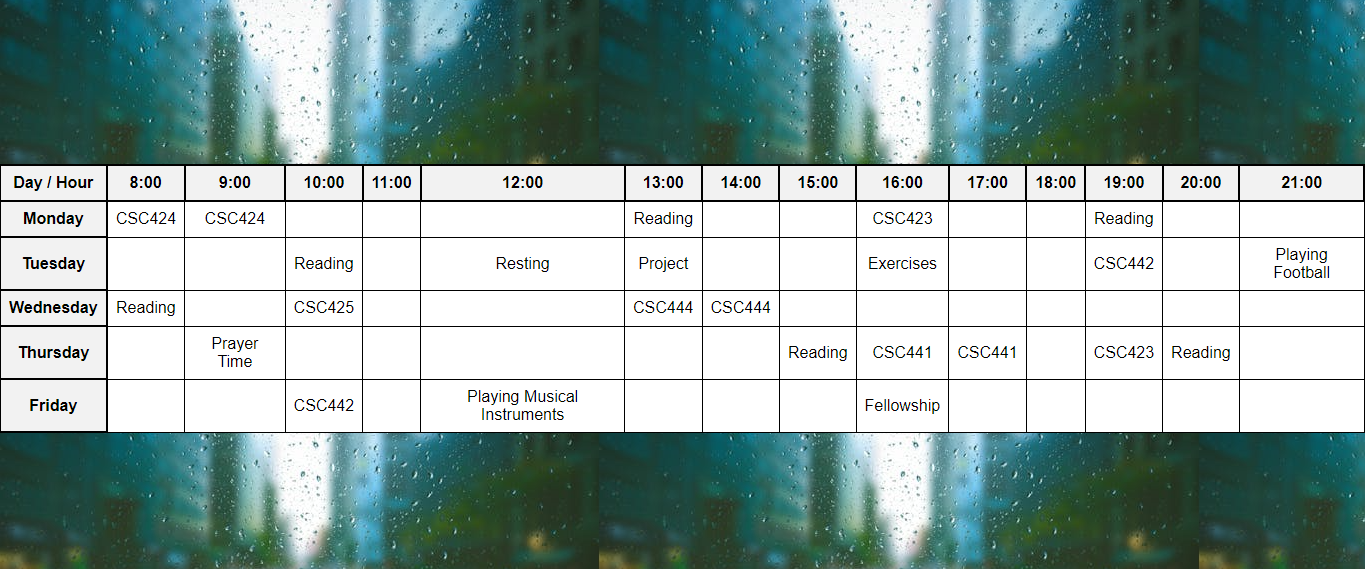 Day / Hour 8:00 9:00 10:00 11:00 12:00 13:00 14:00 15:00 16:00 17:00 18:00 19:00 20:00 21:00
Monday CSC424 CSC424 Reading CSC423 Reading
Tuesday Reading Resting Project Exercises CSC442 Playing Football
Wednesday Reading CSC425 CSC444 CSC444
Thursday Prayer Time Reading CSC441 CSC441 CSC423 Reading
Friday CSC442 Playing Musical Instruments Fellowship